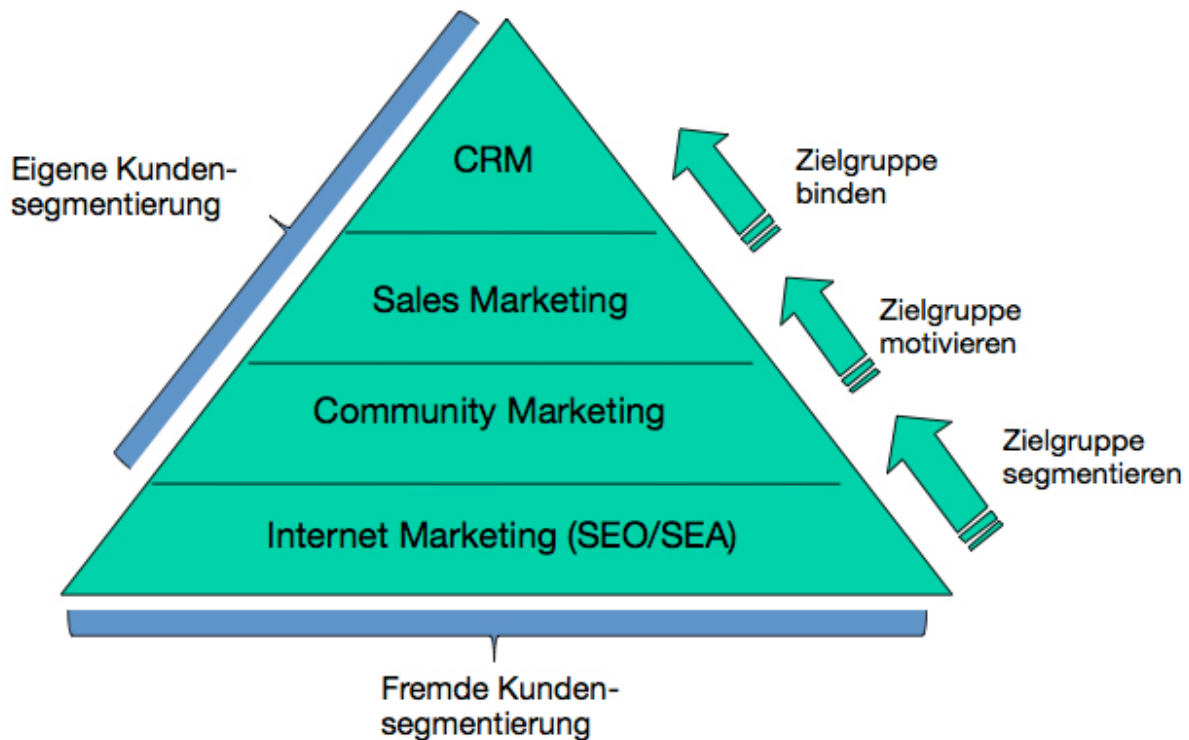 CRM
Sales Marketing
Community Marketing
Internet Marketing (SEO/SEA)
Eigene Kunden-
segmentierung
Zielgruppe
binden
Zielgruppe
motivieren
Zielgruppe
segmentieren
Fremde Kunden-
segmentierung